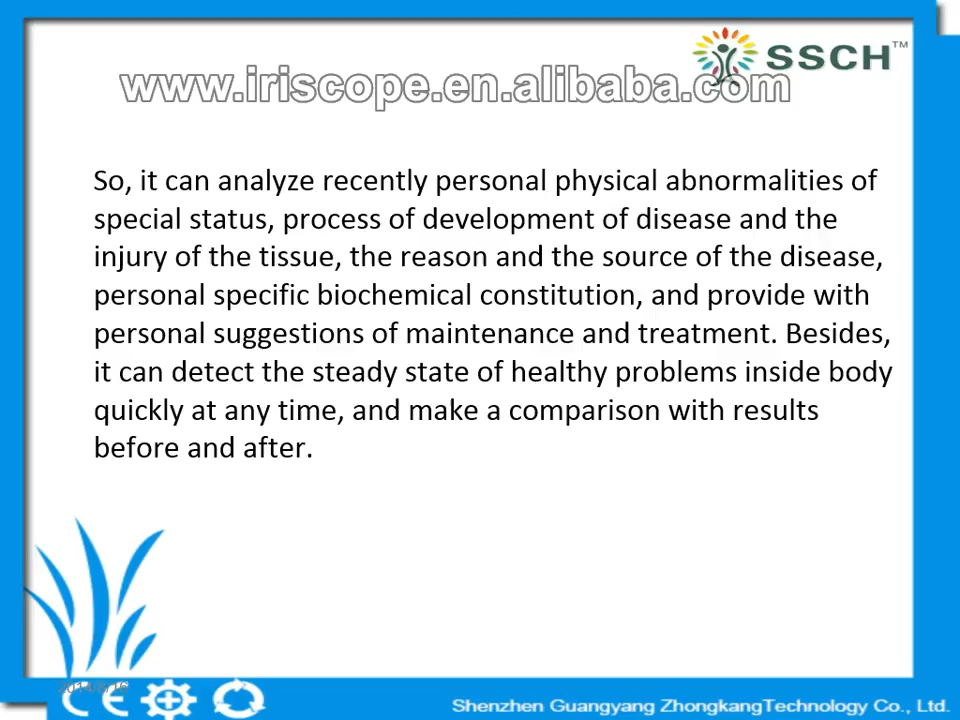 SSCH™
www.iriscope.en.alibaba.com
So, it can analyze recently personal physical abnormalities of
special status, process of development of disease and the
injury of the tissue, the reason and the source of the disease,
personal specific biochemical constitution, and provide with
personal suggestions of maintenance and treatment. Besides,
it can detect the steady state of healthy problems inside body
quickly at any time, and make a comparison with results
before and after.
CE
Shenzhen Guangyang ZhongkangTechnology Co., Ltd.